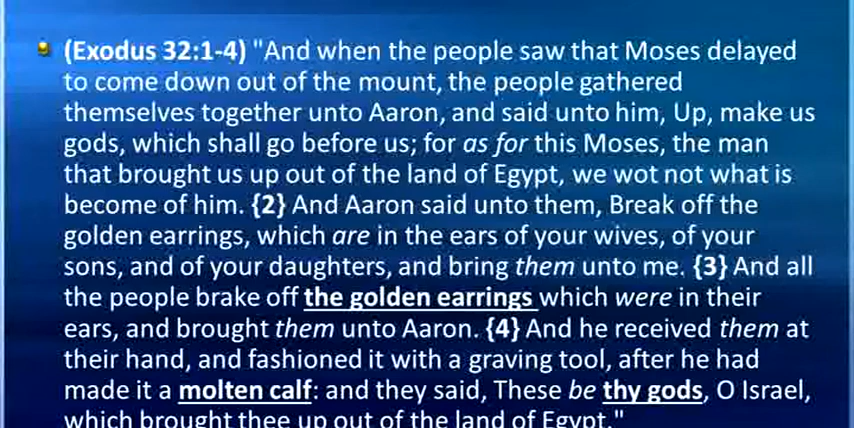 (Exodus 32:1-4) "And when the people saw that Moses delayed
to come down out of the mount, the people gathered
themselves together unto Aaron, and said unto him, Up, make us
gods, which shall go before us; for as for this Moses, the man
that brought us up out of the land of Egypt, we wot not what is
become of him. {2} And Aaron said unto them, Break off the
golden earrings, which are in the ears of your wives, of your
sons, and of your daughters, and bring them unto me. {3} And all
the people brake off the golden earrings which were in their
ears, and brought them unto Aaron. {4} And he received them at
their hand, and fashioned it with a graving tool, after he had
made it a molten calf: and they said, These be thy gods, O Israel,
which brought thee up out of the land of Egypt."